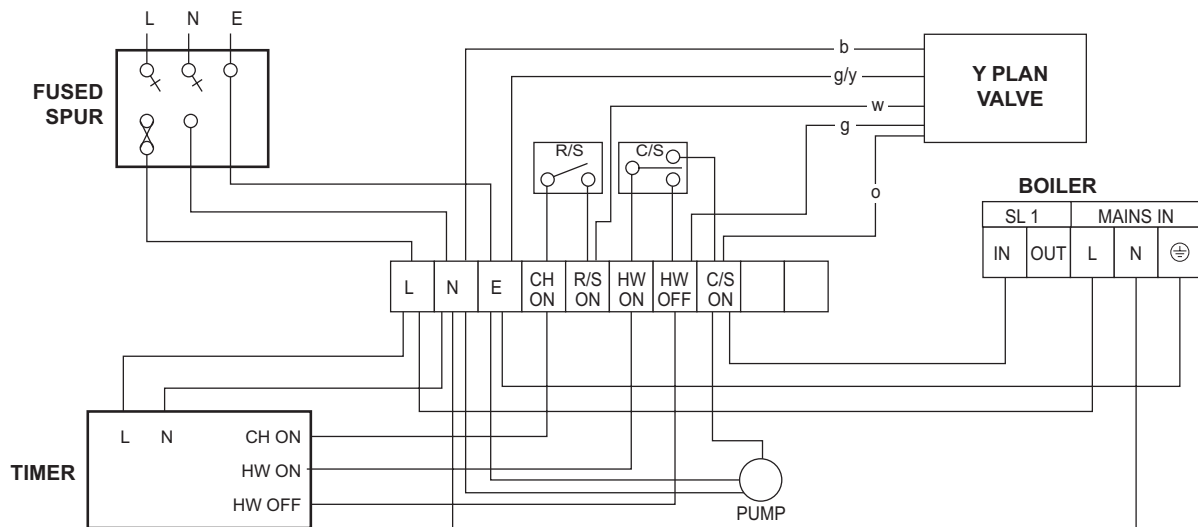 L N E
FUSED
SPUR
b
g/y
w
g
o
Y PLAN
VALVE
R/S
C/S
BOILER
SL 1 MAINS IN
IN OUT L N
L N E CH ON R/S ON HW ON HW OFF C/S ON
TIMER
L N CH ON
HW ON
HW OFF
PUMP